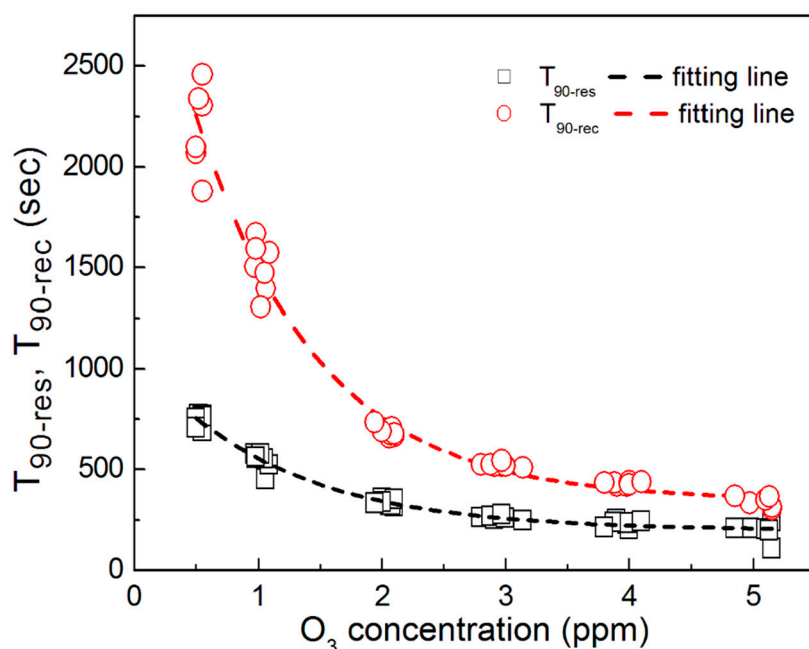 T90-res fitting line
T90-rec fitting line
T90-res, T90-rec (sec)
2500
2000
1500
1000
500
0
0 1 2 3 4 5
O3 concentration (ppm)